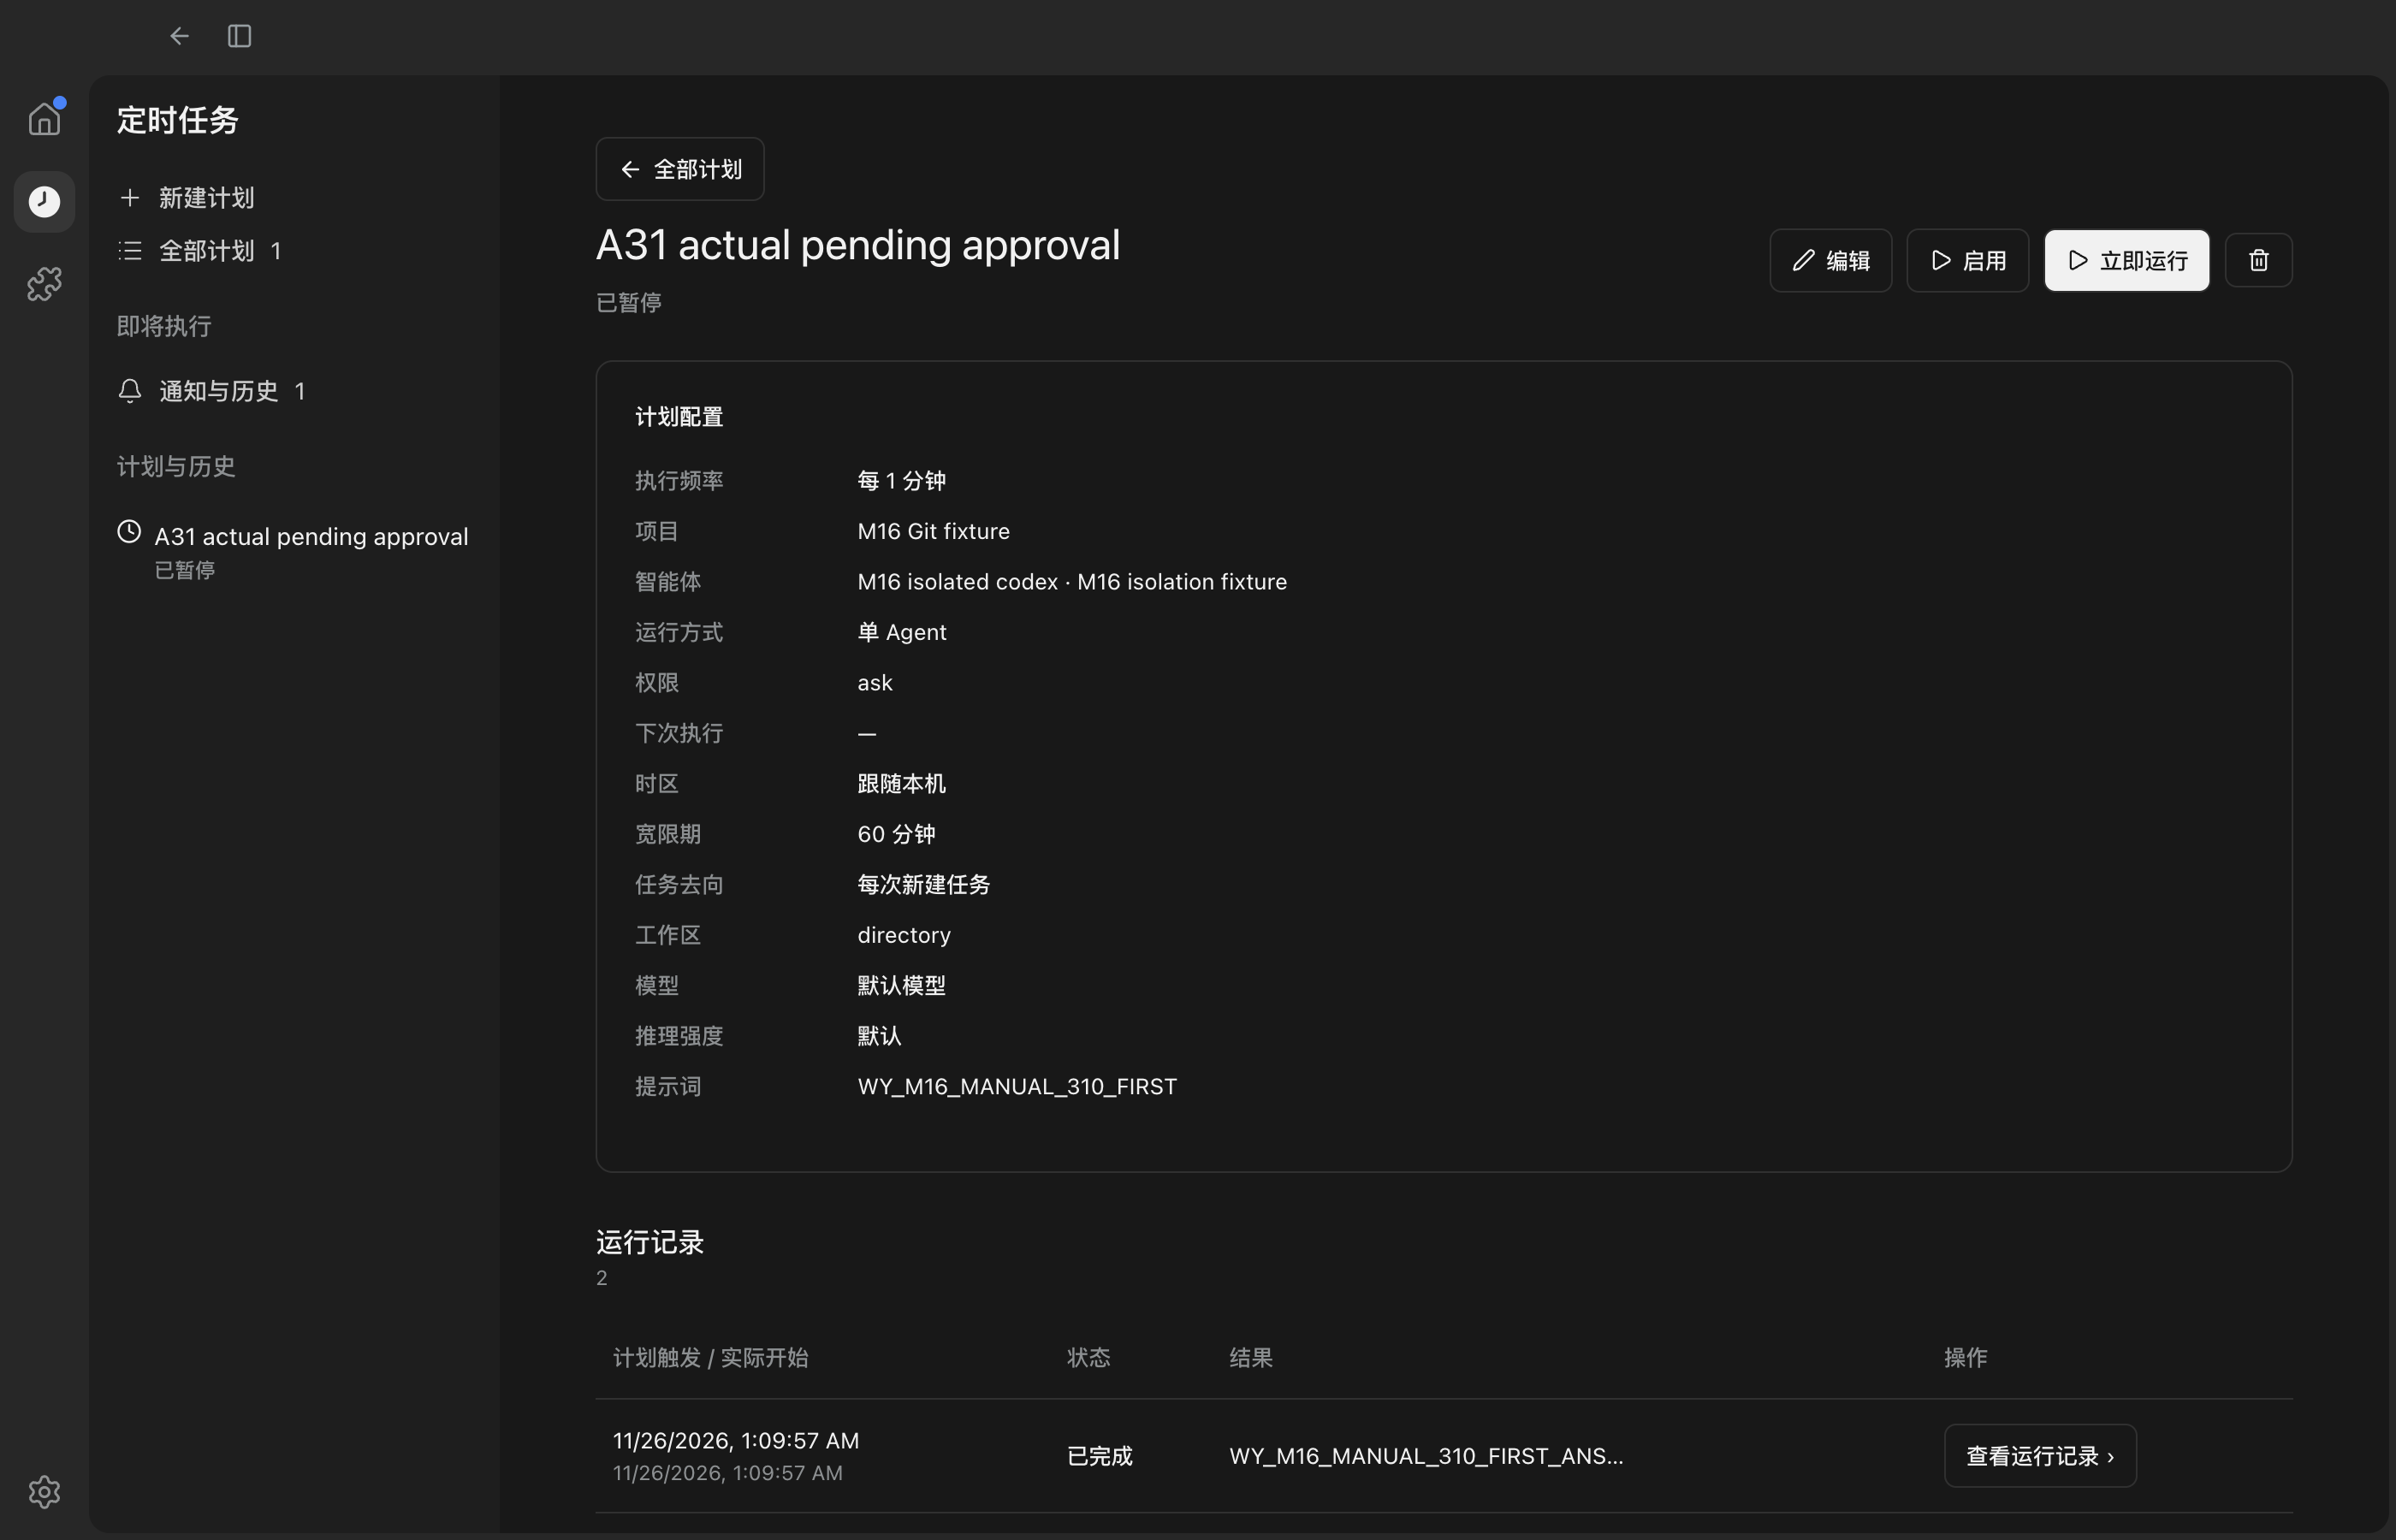 定时任务
新建计划
全部计划 1
即将执行
通知与历史 1
计划与历史
A31 actual pending approval
已暂停
全部计划
A31 actual pending approval
已暂停
编辑
启用
立即运行
计划配置
执行频率 每 1 分钟
项目 M16 Git fixture
智能体 M16 isolated codex · M16 isolation fixture
运行方式 单 Agent
权限 ask
下次执行 —
时区 跟随本机
宽限期 60 分钟
任务去向 每次新建任务
工作区 directory
模型 默认模型
推理强度 默认
提示词 WY_M16_MANUAL_310_FIRST
运行记录
2
计划触发 / 实际开始 状态 结果 操作
11/26/2026, 1:09:57 AM
11/26/2026, 1:09:57 AM
已完成
WY_M16_MANUAL_310_FIRST_ANS...
查看运行记录 ›